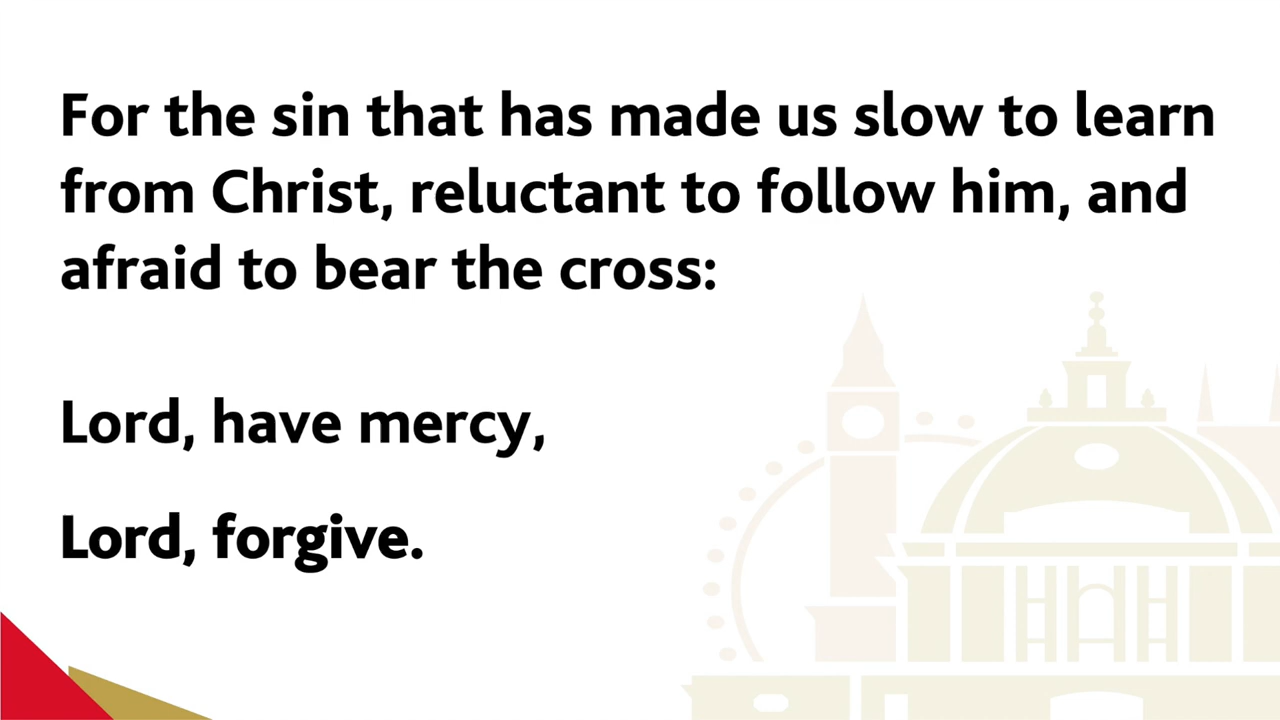 For the sin that has made us slow to learn
from Christ, reluctant to follow him, and
afraid to bear the cross:
Lord, have mercy,
Lord, forgive.